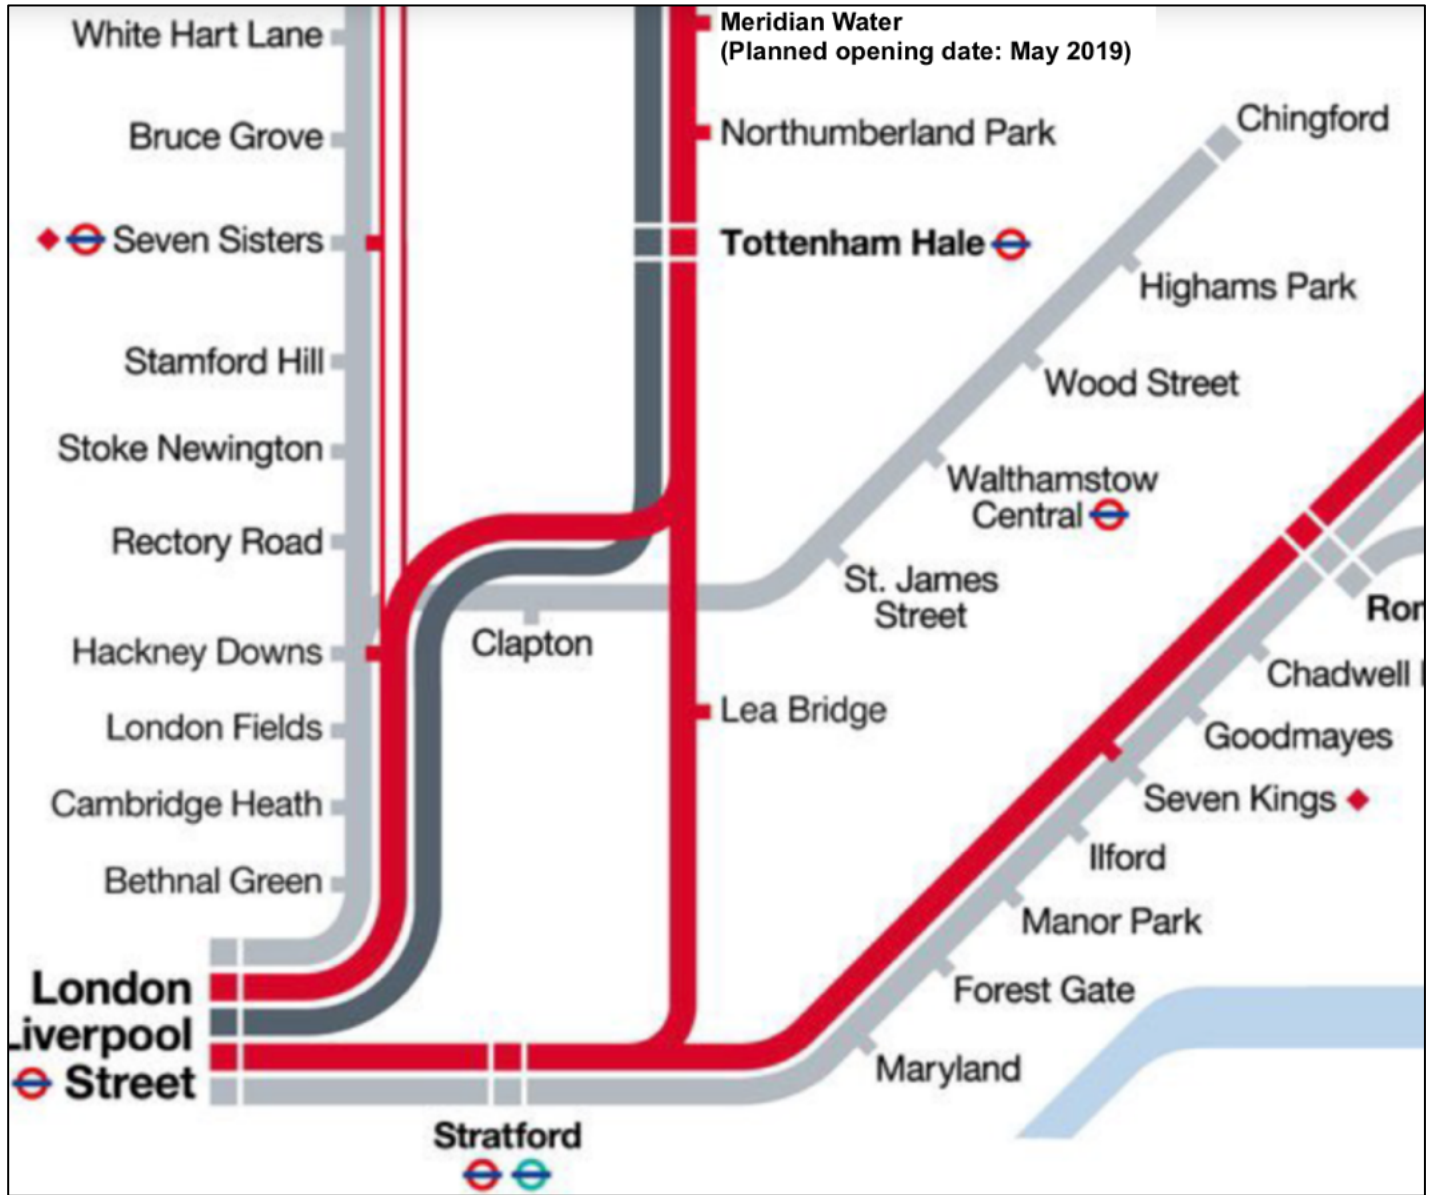 White Hart Lane
Bruce Grove
Seven Sisters
Stamford Hill
Stoke Newington
Rectory Road
Hackney Downs
London Fields
Cambridge Heath
Bethnal Green
London
Liverpool
Street
Stratford
Meridian Water
(Planned opening date: May 2019)
Northumberland Park
Tottenham Hale
Clapton
Lea Bridge
Chingford
Highams Park
Wood Street
Walthamstow
Central
St. James
Street
Chadwell
Goodmayes
Seven Kings
Ilford
Manor Park
Forest Gate
Maryland